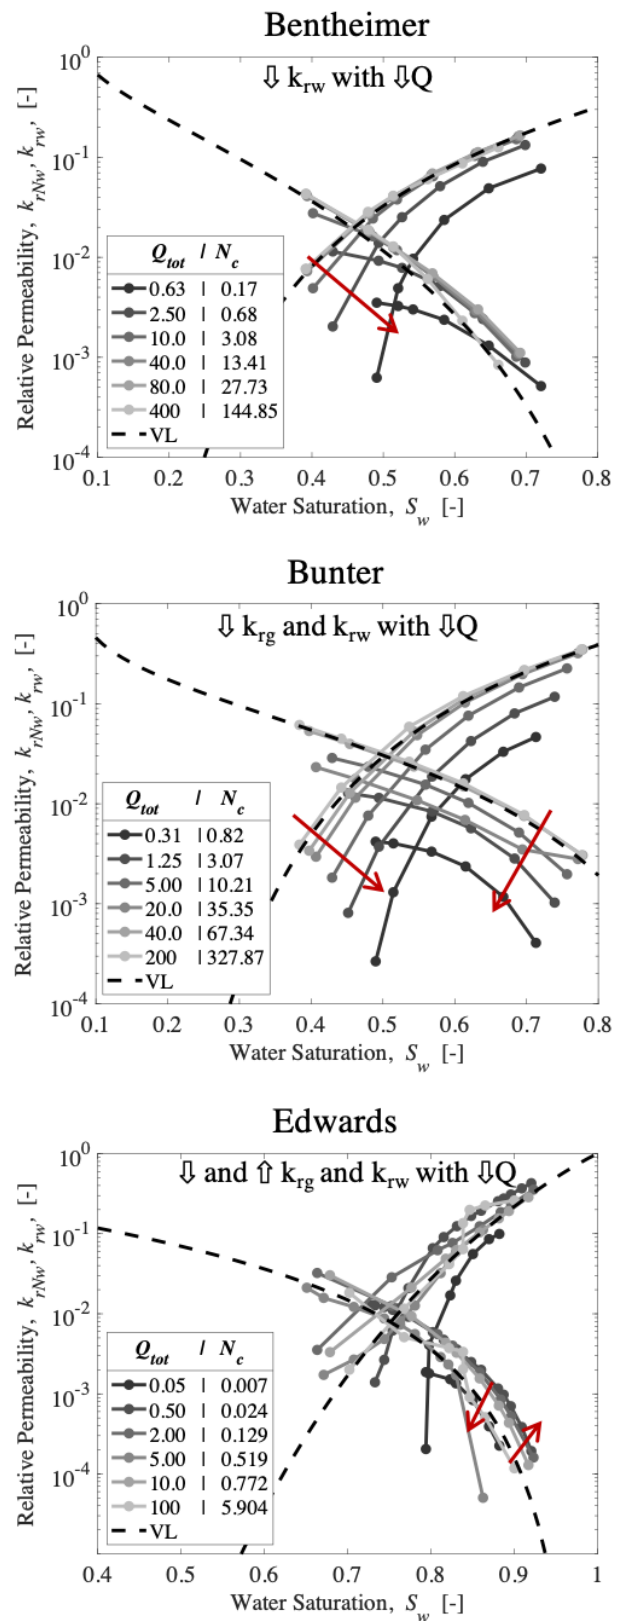 Bentheimer
⇩ k_rw with ⇩Q
Relative Permeability, k_rNw, k_rw, [-]
10^0
10^-1
10^-2
10^-3
10^-4
Q_tot / N_c
0.63 | 0.17
2.50 | 0.68
10.0 | 3.08
40.0 | 13.41
80.0 | 27.73
400 | 144.85
VL
0.1 0.2 0.3 0.4 0.5 0.6 0.7 0.8
Water Saturation, S_w [-]
Bunter
⇩ k_rg and k_rw with ⇩Q
Relative Permeability, k_rNw, k_rw, [-]
10^0
10^-1
10^-2
10^-3
10^-4
Q_tot / N_c
0.31 | 0.82
1.25 | 3.07
5.00 | 10.21
20.0 | 35.35
40.0 | 67.34
200 | 327.87
VL
0.1 0.2 0.3 0.4 0.5 0.6 0.7 0.8
Water Saturation, S_w [-]
Edwards
⇩ and ⇧ k_rg and k_rw with ⇩Q
Relative Permeability, k_rNw, k_rw, [-]
10^0
10^-1
10^-2
10^-3
10^-4
Q_tot / N_c
0.05 | 0.007
0.50 | 0.024
2.00 | 0.129
5.00 | 0.519
10.0 | 0.772
100 | 5.904
VL
0.4 0.5 0.6 0.7 0.8 0.9 1
Water Saturation, S_w [-]